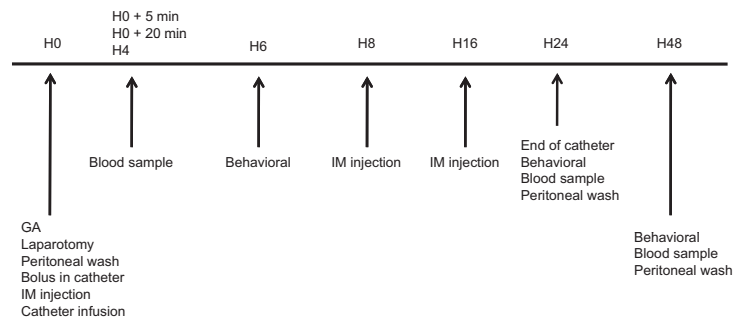 H0
H0 + 5 min
H0 + 20 min
H4
H6
H8
H16
H24
H48
Blood sample
Behavioral
IM injection
IM injection
End of catheter
Behavioral
Blood sample
Peritoneal wash
GA
Laparotomy
Peritoneal wash
Bolus in catheter
IM injection
Catheter infusion
Behavioral
Blood sample
Peritoneal wash